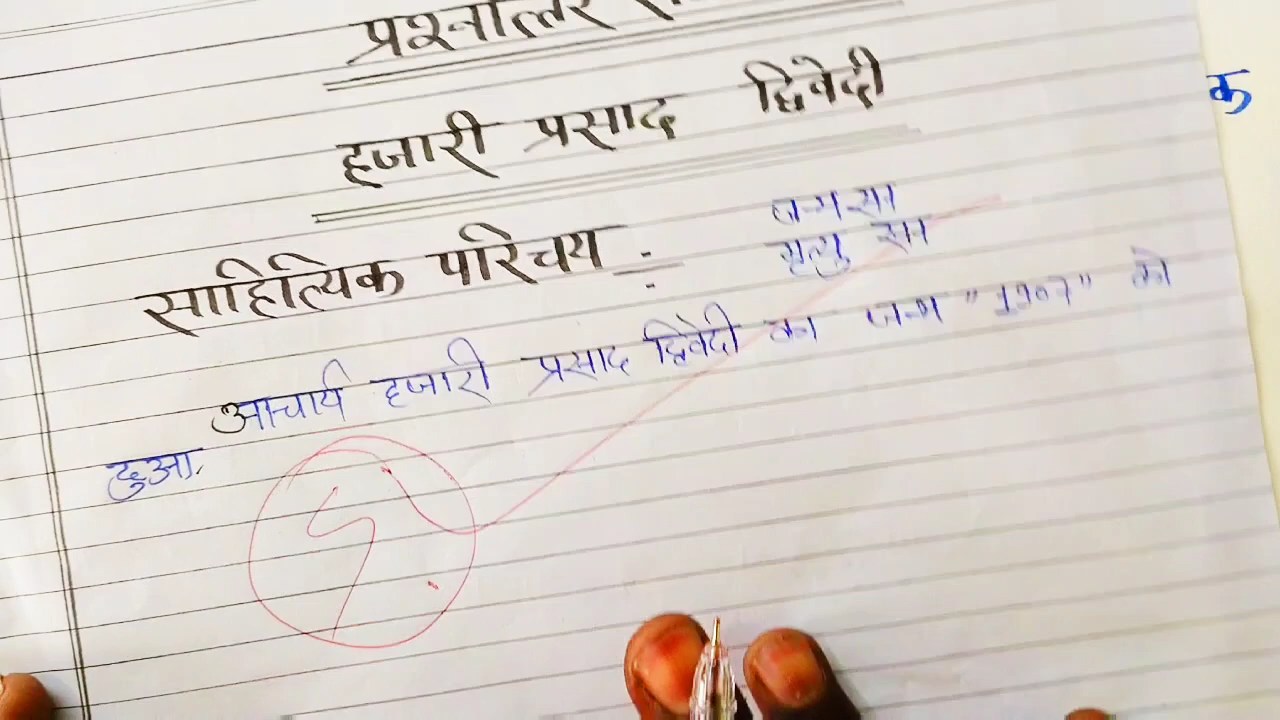 प्रश्नोत्तर
हजारी प्रसाद द्विवेदी
क
साहित्यिक परिचय :-
जन्म सन
मृत्यु सन
आचार्य हजारी प्रसाद द्विवेदी का जन्म "1907" को
हुआ